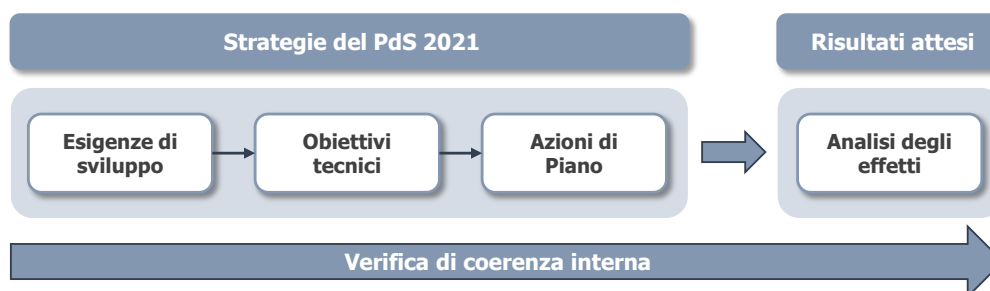 Strategie del PdS 2021
Risultati attesi
Esigenze di
sviluppo
Obiettivi
tecnici
Azioni di
Piano
Analisi degli
effetti
Verifica di coerenza interna